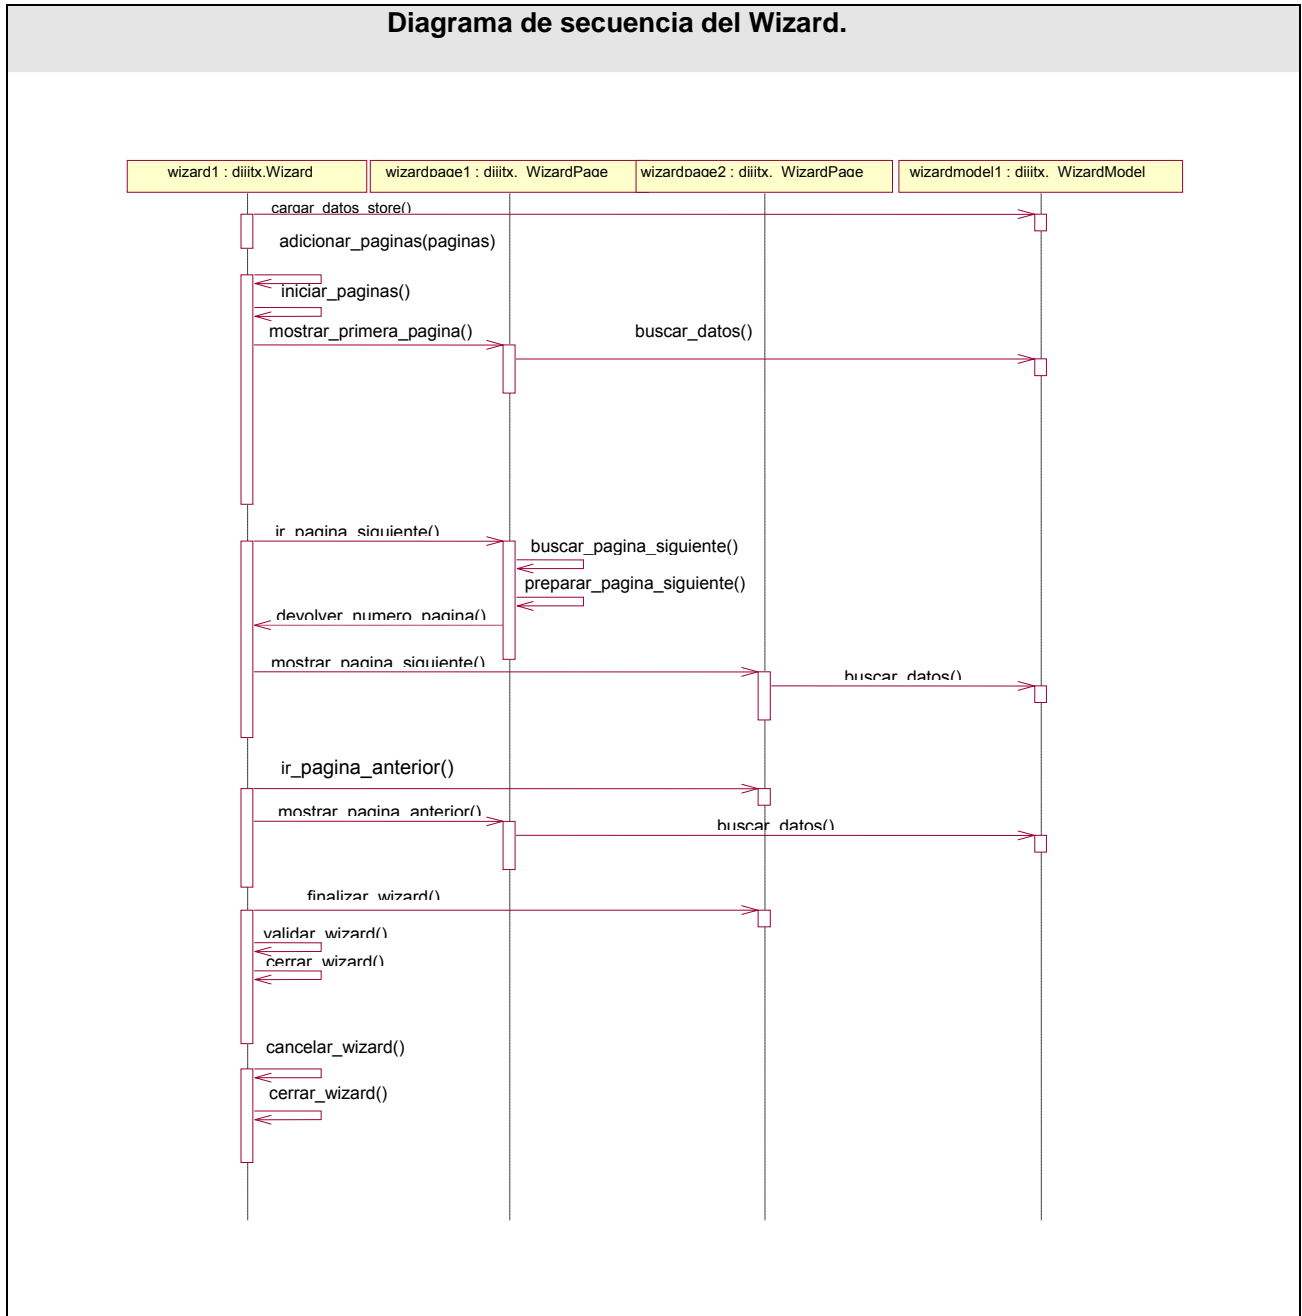 Diagrama de secuencia del Wizard.
wizard1 : dijitx.Wizard
wizardpage1 : dijitx. WizardPage
wizardpage2 : dijitx. WizardPage
wizardmodel1 : dijitx. WizardModel
cargar_datos_store()
adicionar_paginas(paginas)
iniciar_paginas()
mostrar_primera_pagina()
buscar_datos()
ir_pagina_siguiente()
buscar_pagina_siguiente()
preparar_pagina_siguiente()
devolver_numero_pagina()
mostrar_pagina_siguiente()
buscar_datos()
ir_pagina_anterior()
mostrar_pagina_anterior()
buscar_datos()
finalizar_wizard()
validar_wizard()
cerrar_wizard()
cancelar_wizard()
cerrar_wizard()